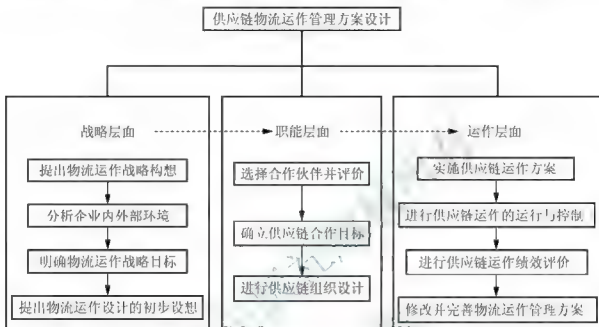 供应链物流运作管理方案设计
战略层面
职能层面
运作层面
提出物流运作战略构想
分析企业内外部环境
明确物流运作战略目标
提出物流运作设计的初步设想
选择合作伙伴并评价
确立供应链合作目标
进行供应链组织设计
实施供应链运作方案
进行供应链运作的运行与控制
进行供应链运作绩效评价
修改并完善物流运作管理方案